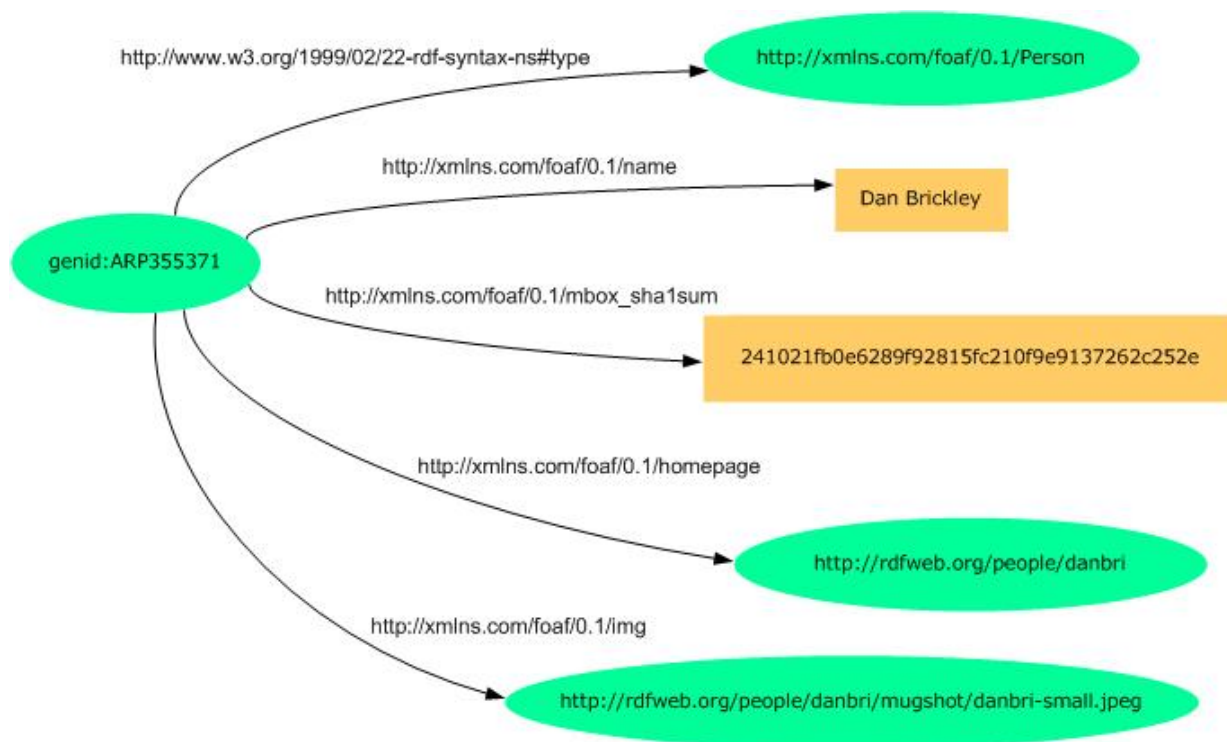 http://www.w3.org/1999/02/22-rdf-syntax-ns#type
http://xmlns.com/foaf/0.1/Person
http://xmlns.com/foaf/0.1/name
Dan Brickley
genid:ARP355371
http://xmlns.com/foaf/0.1/mbox_sha1sum
241021fb0e6289f92815fc210f9e9137262c252e
http://xmlns.com/foaf/0.1/homepage
http://rdfweb.org/people/danbri
http://xmlns.com/foaf/0.1/img
http://rdfweb.org/people/danbri/mugshot/danbri-small.jpeg